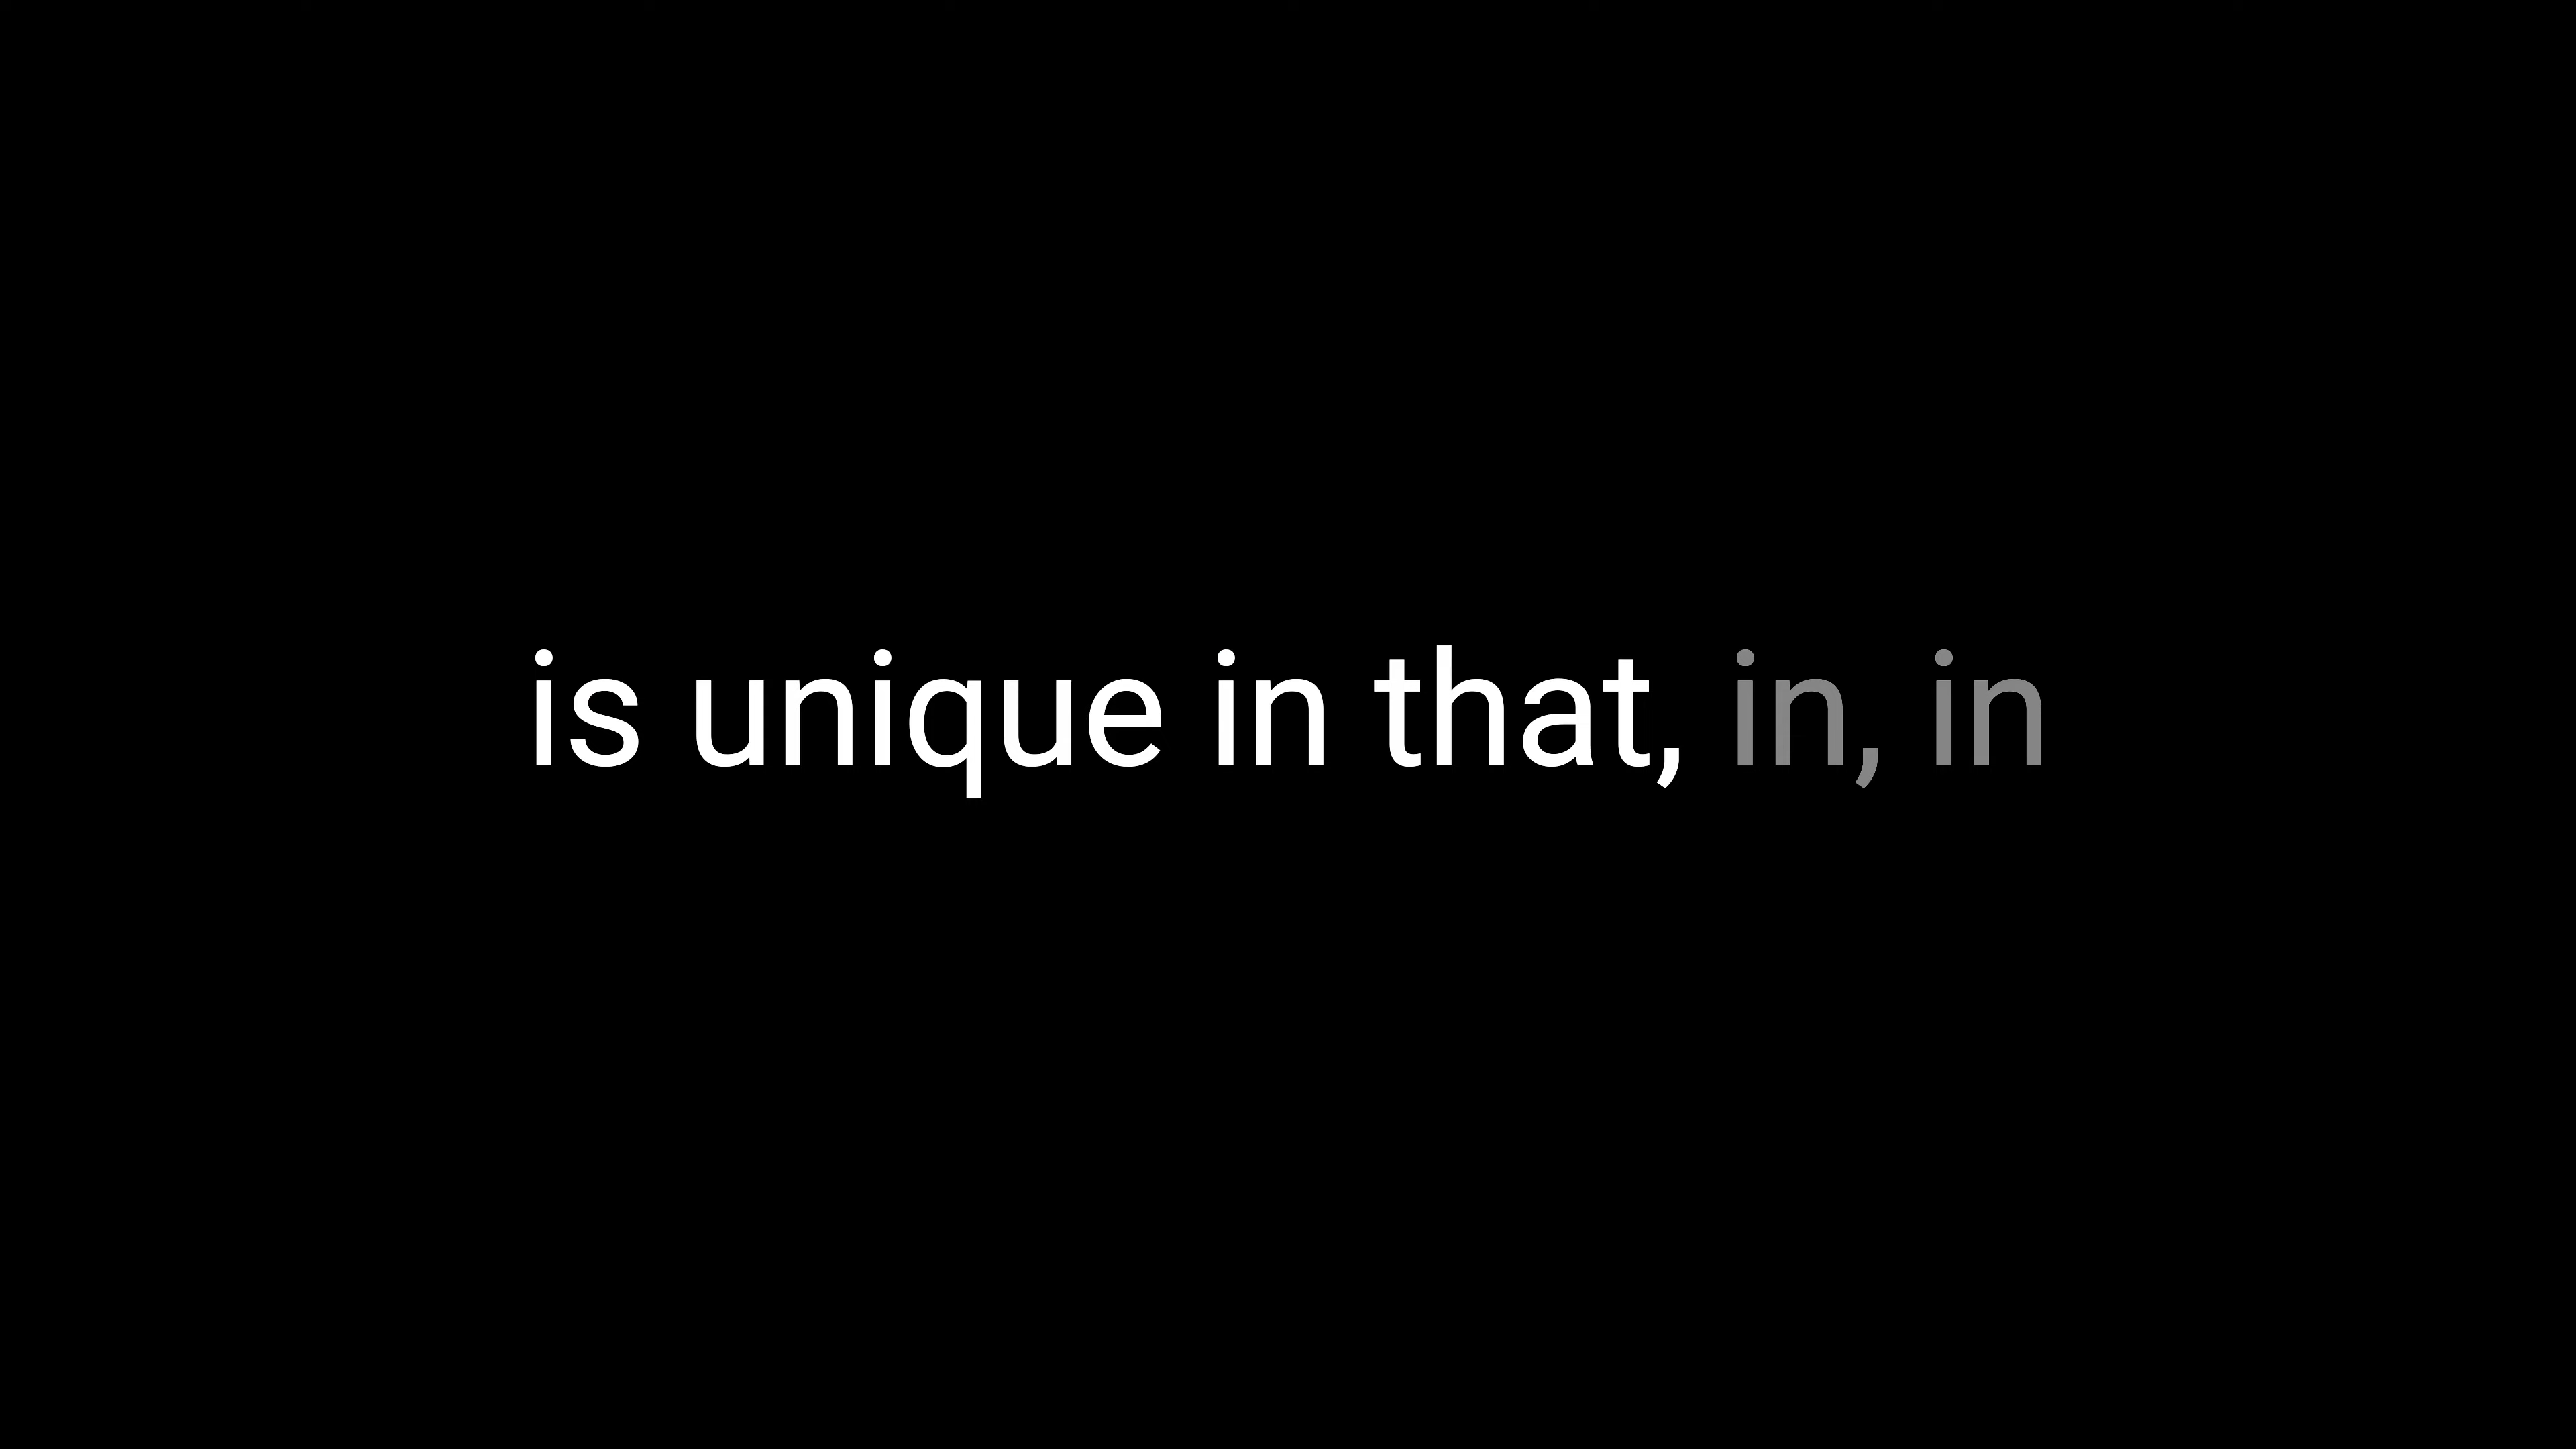 is unique in that, in, in